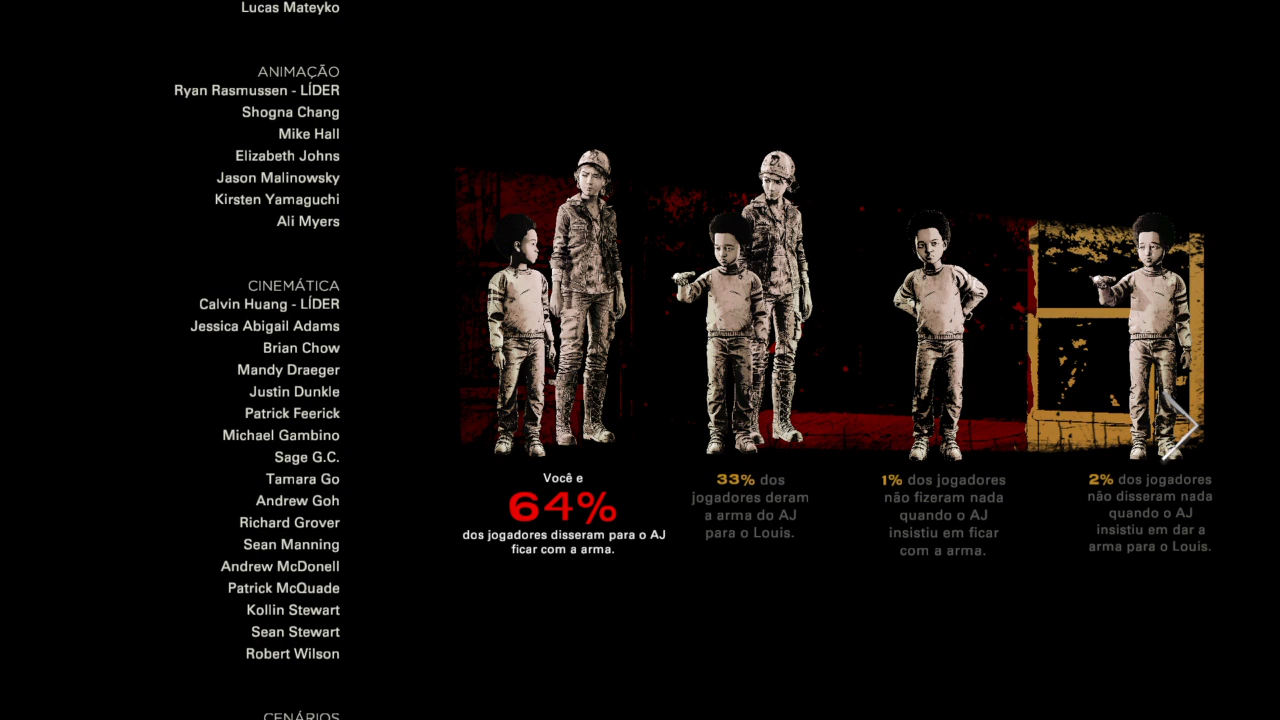 Lucas Mateyko
ANIMAÇÃO
Ryan Rasmussen - LÍDER
Shogna Chang
Mike Hall
Elizabeth Johns
Jason Malinowsky
Kirsten Yamaguchi
Ali Myers
CINEMÁTICA
Calvin Huang - LÍDER
Jessica Abigail Adams
Brian Chow
Mandy Draeger
Justin Dunkle
Patrick Feerick
Michael Gambino
Sage G.C.
Tamara Go
Andrew Goh
Richard Grover
Sean Manning
Andrew McDonell
Patrick McQuade
Kollin Stewart
Sean Stewart
Robert Wilson
CENÁRIOS
Você e
64%
dos jogadores disseram para o AJ
ficar com a arma.
33% dos
jogadores deram
a arma do AJ
para o Louis.
1% dos jogadores
não fizeram nada
quando o AJ
insistiu em ficar
com a arma.
2% dos jogadores
não disseram nada
quando o AJ
insistiu em dar a
arma para o Louis.